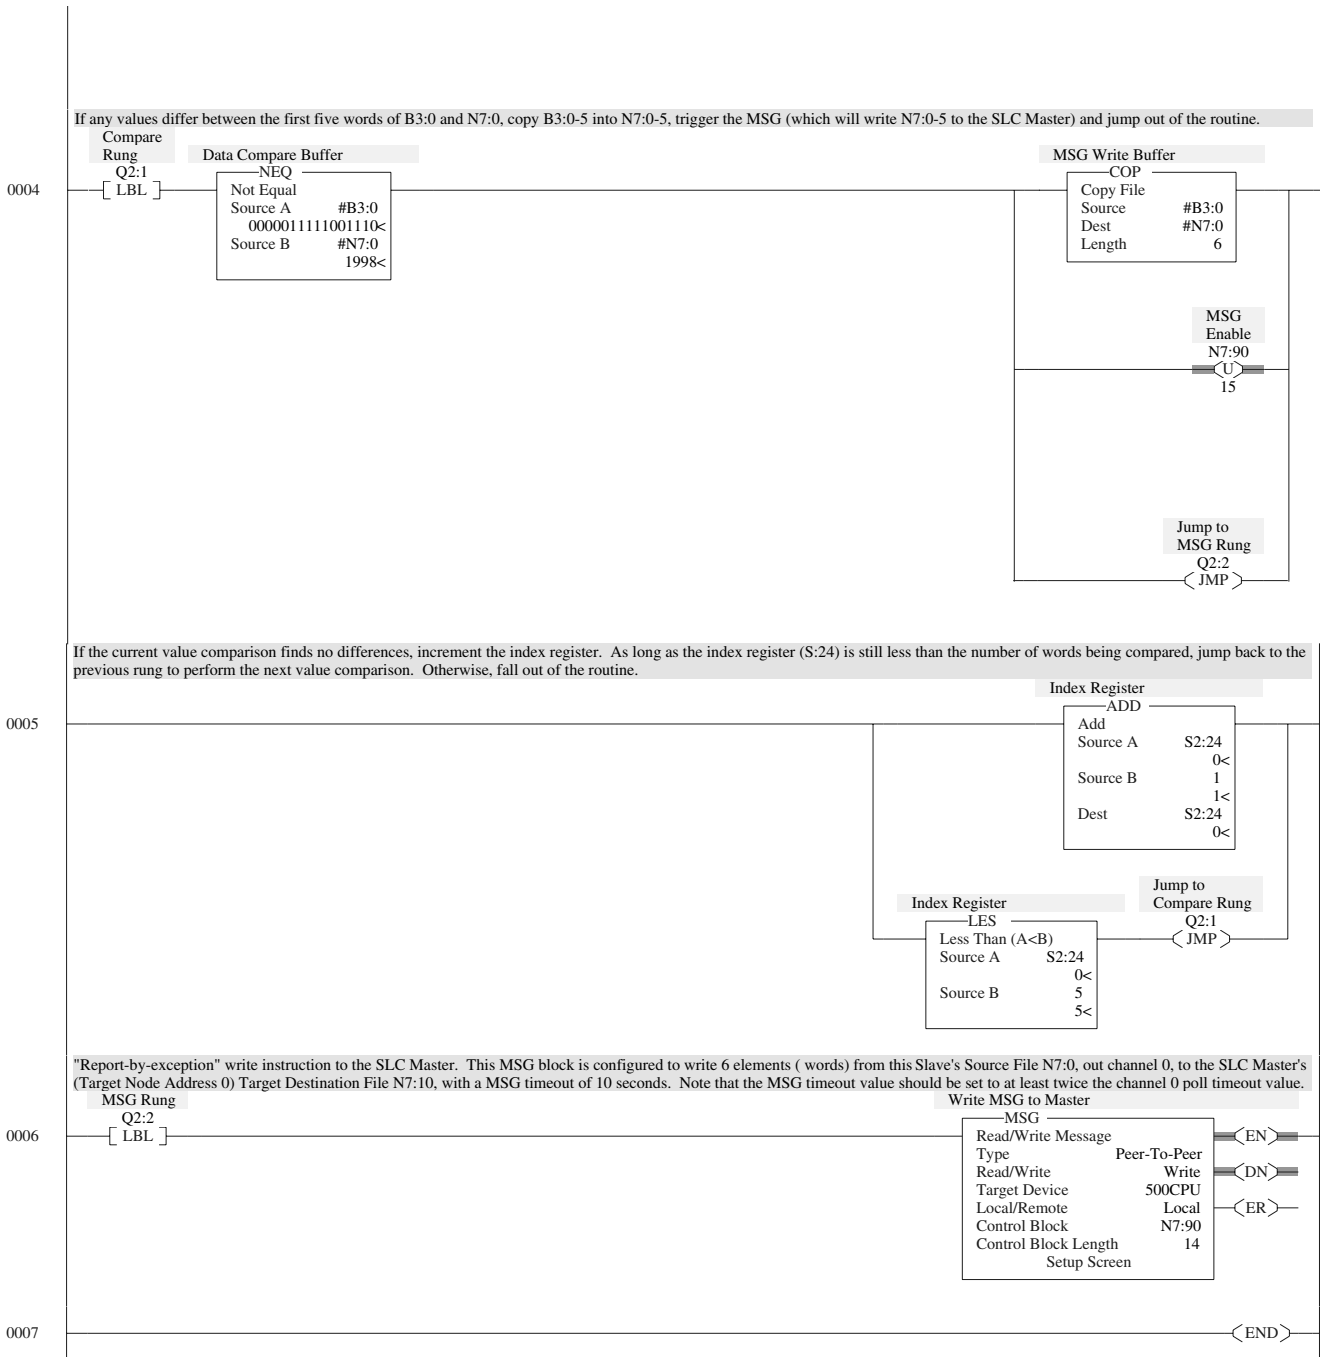 If any values differ between the first five words of B3:0 and N7:0, copy B3:0-5 into N7:0-5, trigger the MSG (which will write N7:0-5 to the SLC Master) and jump out of the routine.
Compare
Rung
Q2:1
LBL
0004
Data Compare Buffer
NEQ
Not Equal
Source A #B3:0
0000011111001110<
Source B #N7:0
1998<
MSG Write Buffer
COP
Copy File
Source #B3:0
Dest #N7:0
Length 6
MSG
Enable
N7:90
U
15
Jump to
MSG Rung
Q2:2
JMP
If the current value comparison finds no differences, increment the index register. As long as the index register (S:24) is still less than the number of words being compared, jump back to the
previous rung to perform the next value comparison. Otherwise, fall out of the routine.
0005
Index Register
ADD
Add
Source A S2:24
0<
Source B 1
1<
Dest S2:24
0<
Index Register
LES
Less Than (A<B)
Source A S2:24
0<
Source B 5
5<
Jump to
Compare Rung
Q2:1
JMP
"Report-by-exception" write instruction to the SLC Master. This MSG block is configured to write 6 elements ( words) from this Slave's Source File N7:0, out channel 0, to the SLC Master's
(Target Node Address 0) Target Destination File N7:10, with a MSG timeout of 10 seconds. Note that the MSG timeout value should be set to at least twice the channel 0 poll timeout value.
MSG Rung
Q2:2
LBL
0006
Write MSG to Master
MSG
Read/Write Message
Type Peer-To-Peer
Read/Write Write
Target Device 500CPU
Local/Remote Local
Control Block N7:90
Control Block Length 14
Setup Screen
EN
DN
ER
0007
END